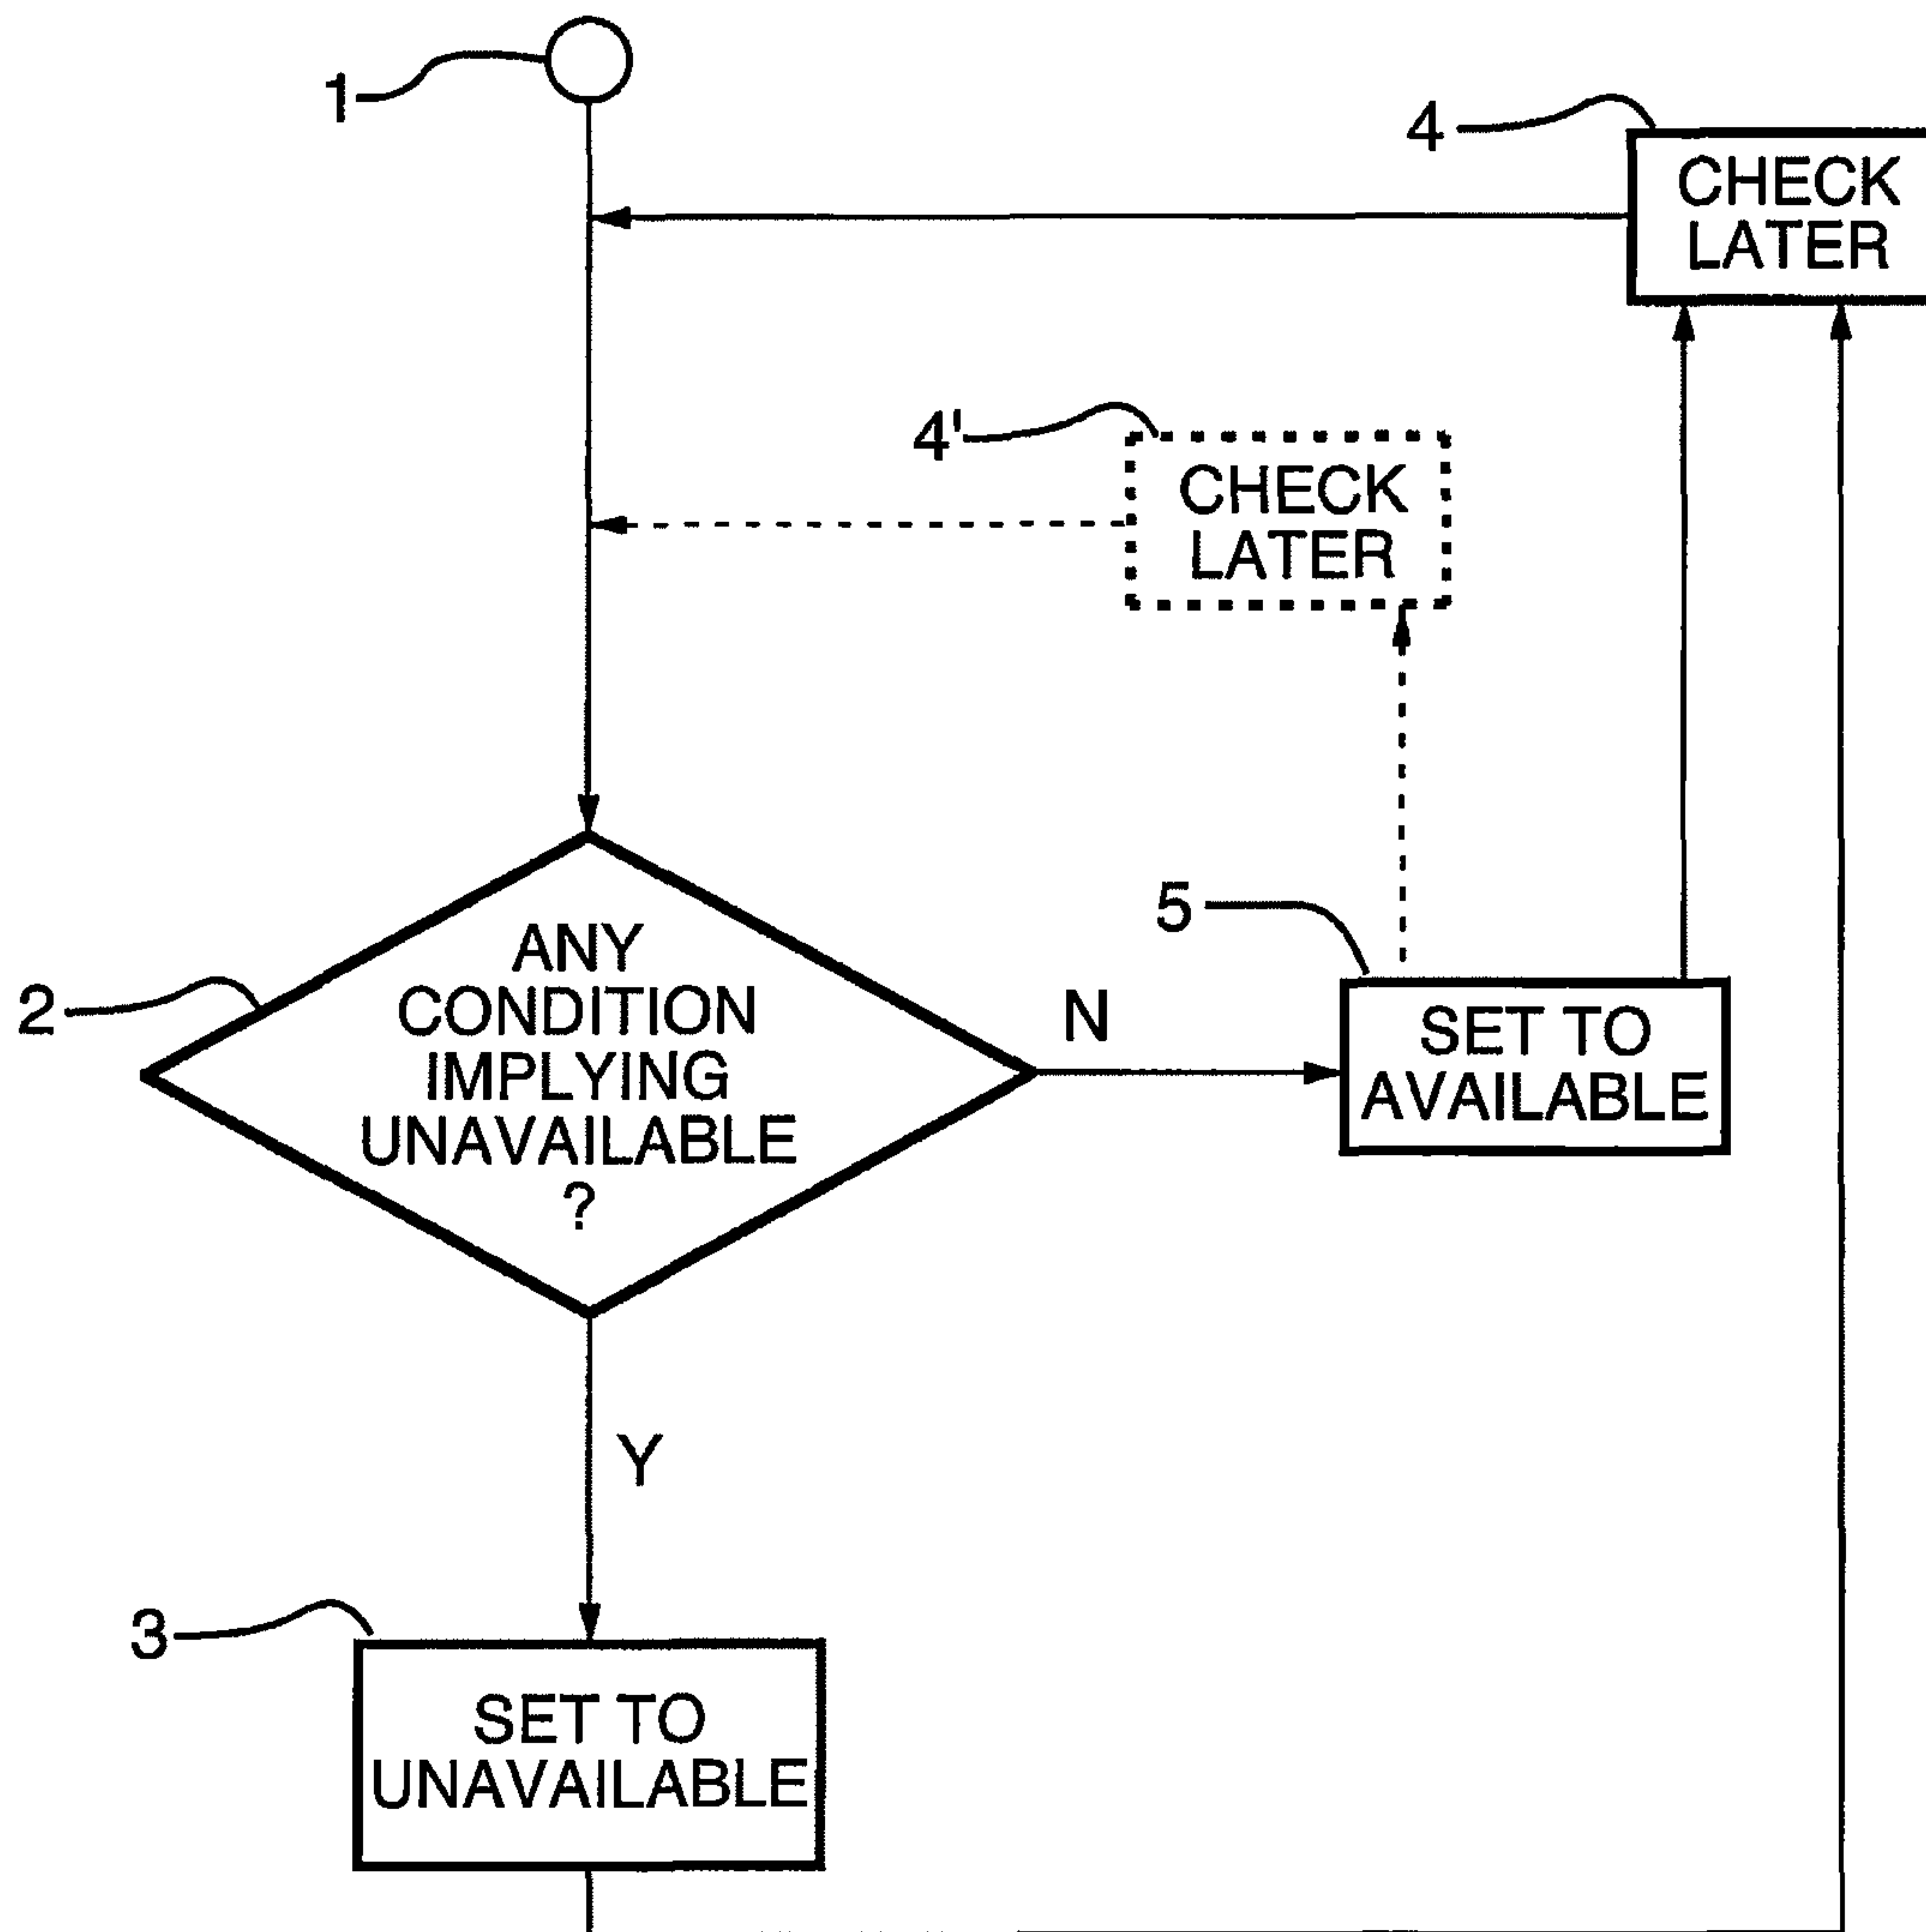 1
4
CHECK
LATER
4'
CHECK
LATER
2
ANY
CONDITION
IMPLYING
UNAVAILABLE
?
N
5
SET TO
AVAILABLE
Y
3
SET TO
UNAVAILABLE